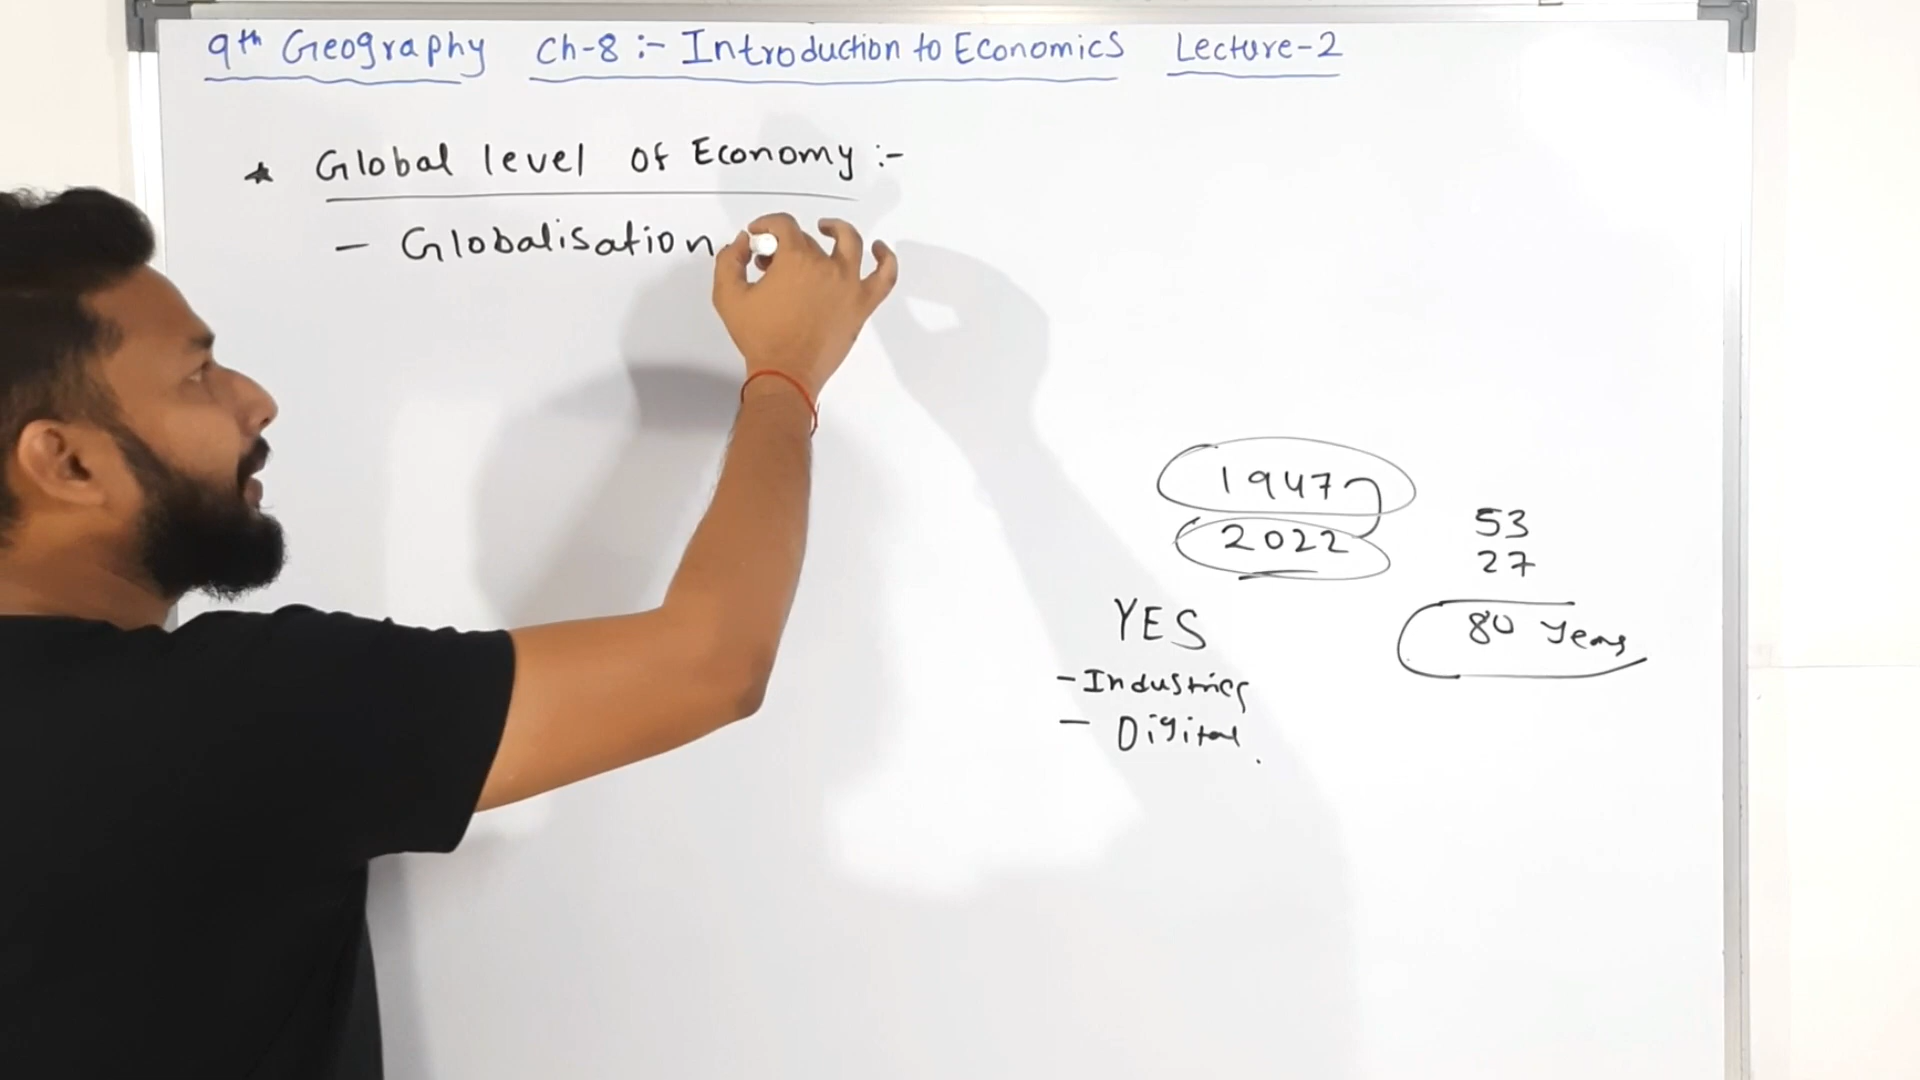 9th Geography Ch-8 :- Introduction to Economics Lecture-2
★ Global level of Economy :-
- Globalisation
1947
2022
53
27
80 years
YES
- Industries
- Digital